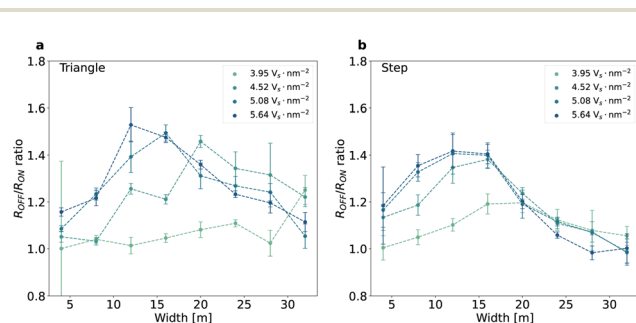 a
Triangle
3.95 Vₛ · nm⁻²
4.52 Vₛ · nm⁻²
5.08 Vₛ · nm⁻²
5.64 Vₛ · nm⁻²
R_OFF/R_ON ratio
1.8
1.6
1.4
1.2
1.0
0.8
5 10 15 20 25 30
Width [m]
b
Step
3.95 Vₛ · nm⁻²
4.52 Vₛ · nm⁻²
5.08 Vₛ · nm⁻²
5.64 Vₛ · nm⁻²
R_OFF/R_ON ratio
1.8
1.6
1.4
1.2
1.0
0.8
5 10 15 20 25 30
Width [m]